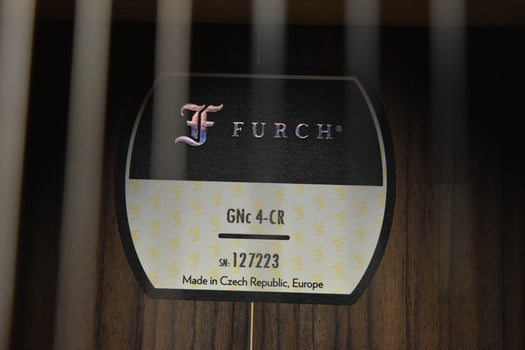 F FURCH®
GNc 4-CR
SN: 127223
Made in Czech Republic, Europe